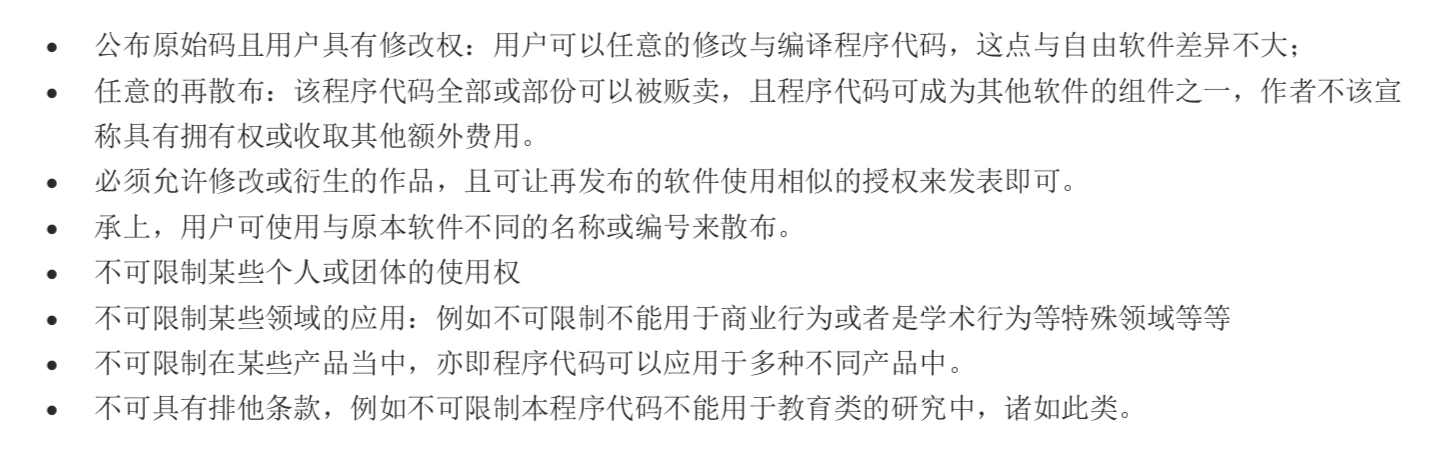 • 公布原始码且用户具有修改权：用户可以任意的修改与编译程序代码，这点与自由软件差异不大；
• 任意的再散布：该程序代码全部或部份可以被贩卖，且程序代码可成为其他软件的组件之一，作者不该宣
称具有拥有权或收取其他额外费用。
• 必须允许修改或衍生的作品，且可让再发布的软件使用相似的授权来发表即可。
• 承上，用户可使用与原本软件不同的名称或编号来散布。
• 不可限制某些个人或团体的使用权
• 不可限制某些领域的应用：例如不可限制不能用于商业行为或者是学术行为等特殊领域等等
• 不可限制在某些产品当中，亦即程序代码可以应用于多种不同产品中。
• 不可具有排他条款，例如不可限制本程序代码不能用于教育类的研究中，诸如此类。